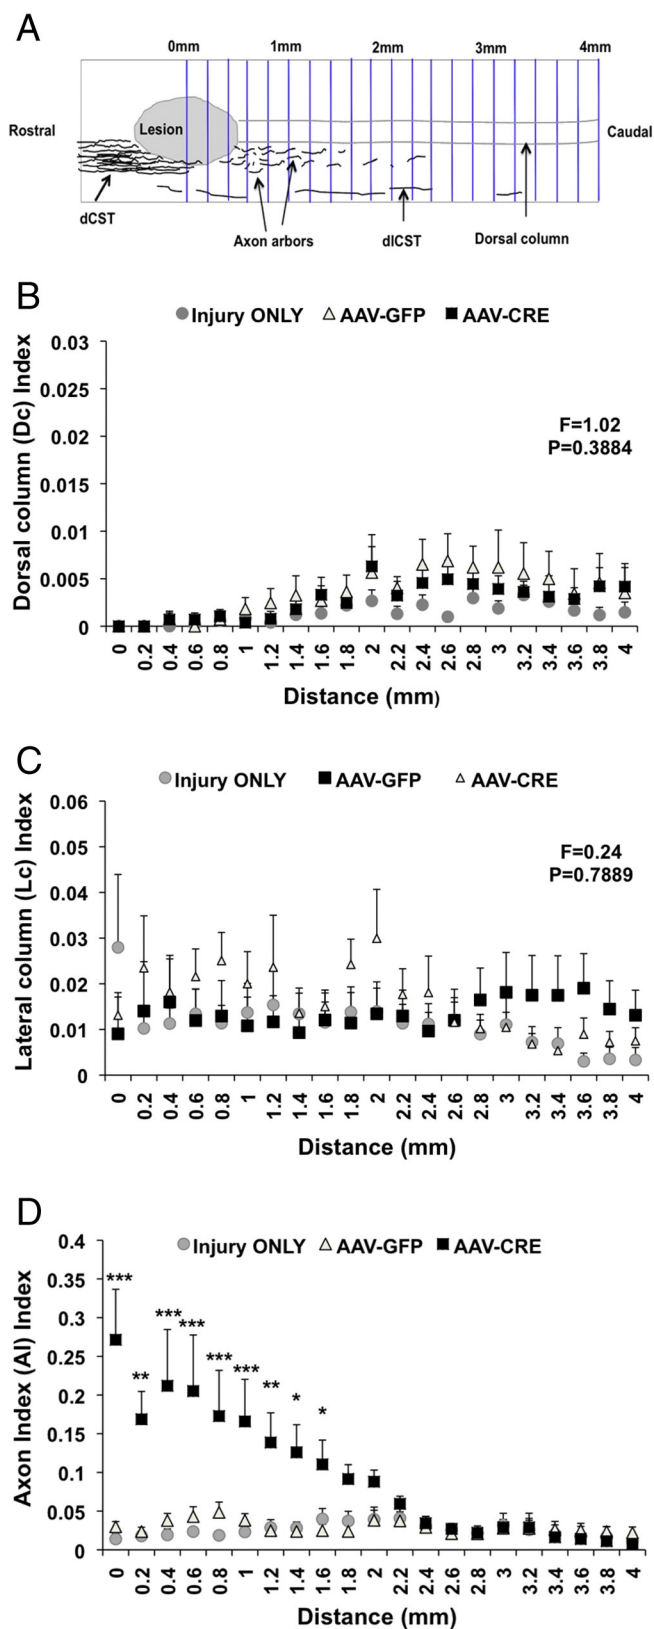 A
0mm 1mm 2mm 3mm 4mm
Rostral Lesion Caudal
dCST
Axon arbors dlCST Dorsal column
B
Injury ONLY AAV-GFP AAV-CRE
Dorsal column (Dc) Index
0.03
0.025
0.02
0.015
0.01
0.005
0
F=1.02
P=0.3884
0 0.2 0.4 0.6 0.8 1 1.2 1.4 1.6 1.8 2 2.2 2.4 2.6 2.8 3 3.2 3.4 3.6 3.8 4
Distance (mm)
C
Injury ONLY AAV-GFP AAV-CRE
Lateral column (Lc) Index
0.06
0.05
0.04
0.03
0.02
0.01
0
F=0.24
P=0.7889
0 0.2 0.4 0.6 0.8 1 1.2 1.4 1.6 1.8 2 2.2 2.4 2.6 2.8 3 3.2 3.4 3.6 3.8 4
Distance (mm)
D
Injury ONLY AAV-GFP AAV-CRE
Axon Index (AI) Index
0.4
0.35
0.3
0.25
0.2
0.15
0.1
0.05
0
*** ** *** *** *** *** ** * *
0 0.2 0.4 0.6 0.8 1 1.2 1.4 1.6 1.8 2 2.2 2.4 2.6 2.8 3 3.2 3.4 3.6 3.8 4
Distance (mm)